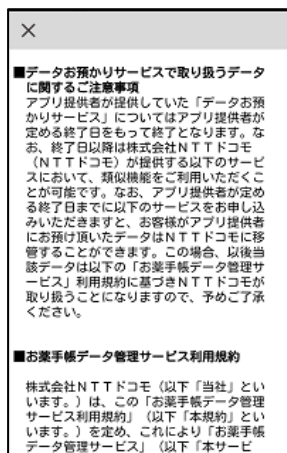 ■データお預かりサービスで取り扱うデータ
に関するご注意事項
アプリ提供者が提供していた「データお預
かりサービス」についてはアプリ提供者が
定める終了日をもって終了となります。な
お、終了日以降は株式会社ＮＴＴドコモ
（ＮＴＴドコモ）が提供する以下のサービ
スにおいて、類似機能をご利用いただくこ
とが可能です。なお、アプリ提供者が定め
る終了日までに以下のサービスをお申し込
みいただきますと、お客様がアプリ提供者
にお預け頂いたデータはＮＴＴドコモに移
管することができます。この場合、以後当
該データは以下の「お薬手帳データ管理サ
ービス」利用規約に基づきＮＴＴドコモが
取り扱うことになりますので、予めご了承
ください。
■お薬手帳データ管理サービス利用規約
株式会社ＮＴＴドコモ（以下「当社」とい
います。）は、この「お薬手帳データ管理
サービス利用規約」（以下「本規約」とい
います。）を定め、これにより「お薬手帳
データ管理サービス」（以下「本サービ